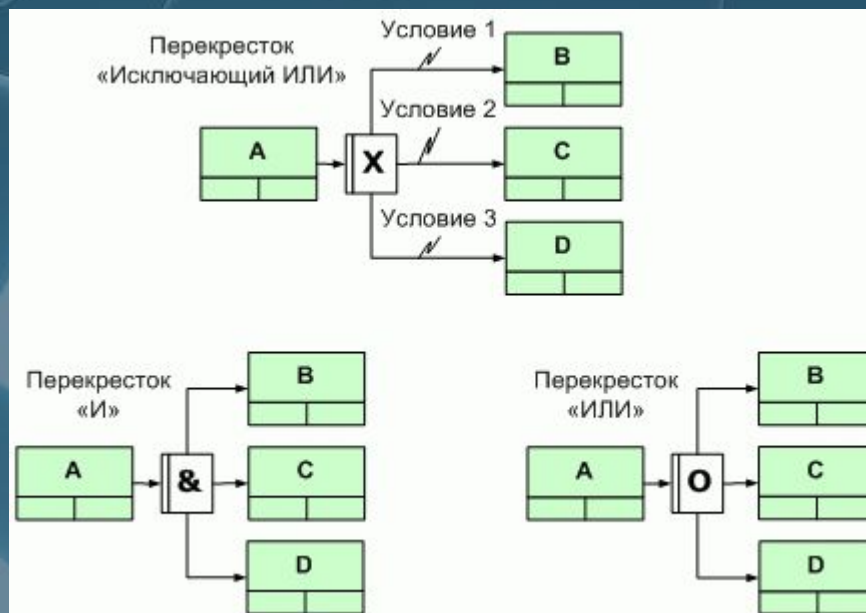 Перекресток
«Исключающий ИЛИ»
Условие 1
B
A
X
Условие 2
C
Условие 3
D
Перекресток
«И»
B
A
&
C
D
Перекресток
«ИЛИ»
B
A
O
C
D